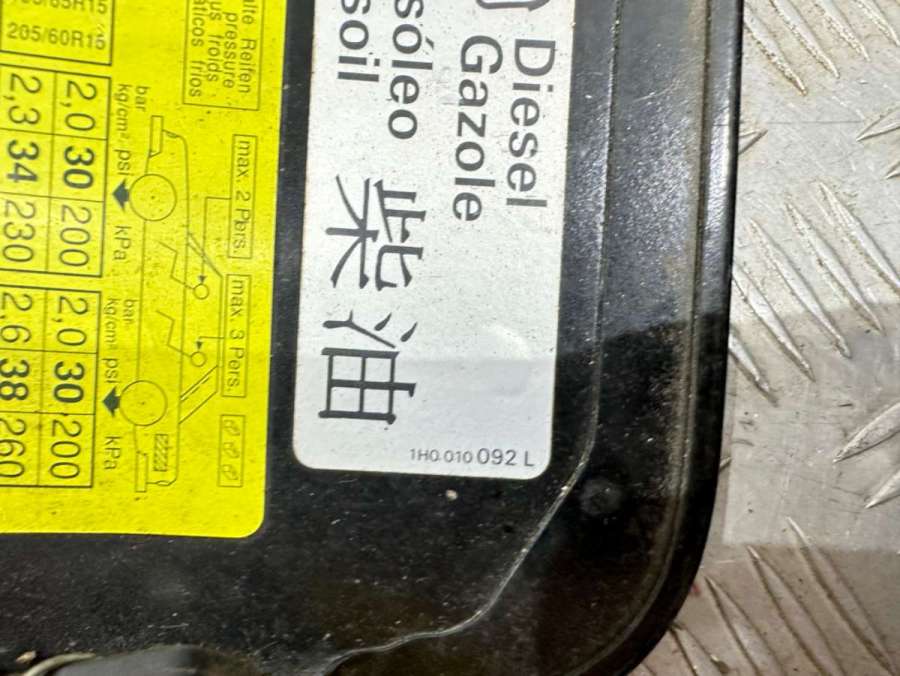 Diesel
Gazole
sóleo
soil
柴油
1H0 010 092 L
Reifen
pressure
us froids
áticos frios
max. 2 Pers.
max. 3 Pers.
bar
kg/cm² psi kPa
bar
kg/cm² psi kPa
205/60R15
2,0 30 200
2,0 30 200
2,3 34 230
2,6 38 260